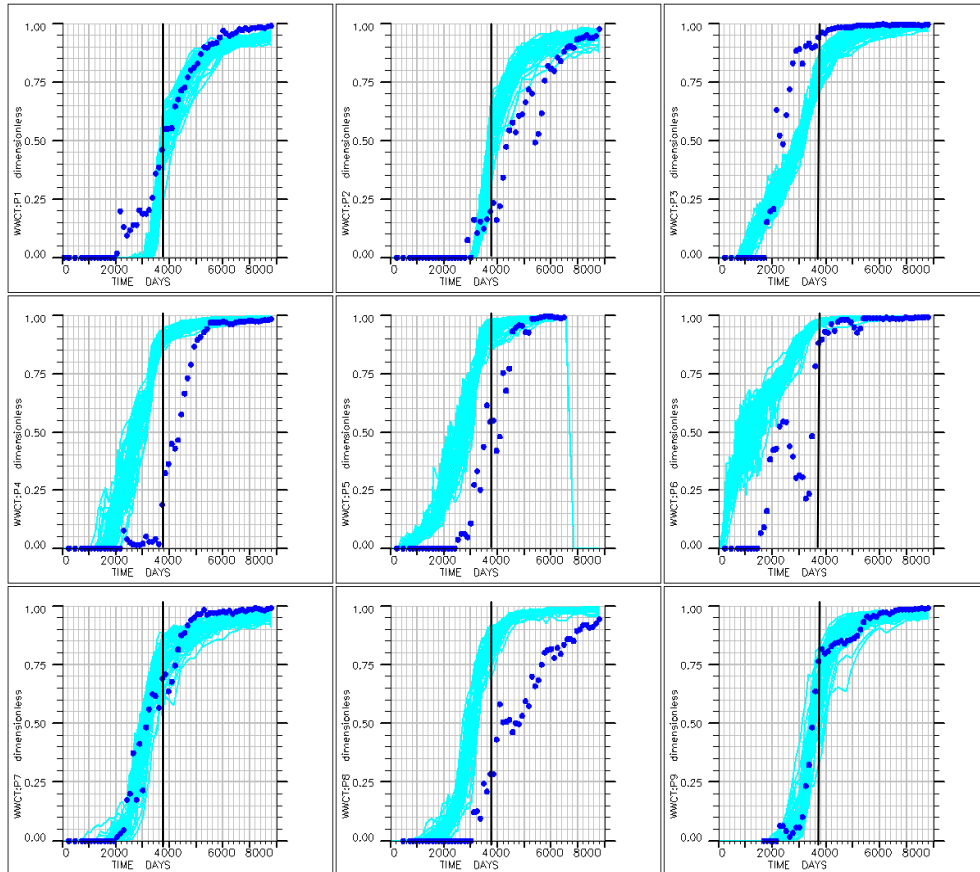 1.00
0.75
0.50
0.25
0.00
WWCT:P1 dimensionless
0 2000 4000 6000 8000
TIME DAYS
1.00
0.75
0.50
0.25
0.00
WWCT:P2 dimensionless
0 2000 4000 6000 8000
TIME DAYS
1.00
0.75
0.50
0.25
0.00
WWCT:P3 dimensionless
0 2000 4000 6000 8000
TIME DAYS
1.00
0.75
0.50
0.25
0.00
WWCT:P4 dimensionless
0 2000 4000 6000 8000
TIME DAYS
1.00
0.75
0.50
0.25
0.00
WWCT:P5 dimensionless
0 2000 4000 6000 8000
TIME DAYS
1.00
0.75
0.50
0.25
0.00
WWCT:P6 dimensionless
0 2000 4000 6000 8000
TIME DAYS
1.00
0.75
0.50
0.25
0.00
WWCT:P7 dimensionless
0 2000 4000 6000 8000
TIME DAYS
1.00
0.75
0.50
0.25
0.00
WWCT:P8 dimensionless
0 2000 4000 6000 8000
TIME DAYS
1.00
0.75
0.50
0.25
0.00
WWCT:P9 dimensionless
0 2000 4000 6000 8000
TIME DAYS